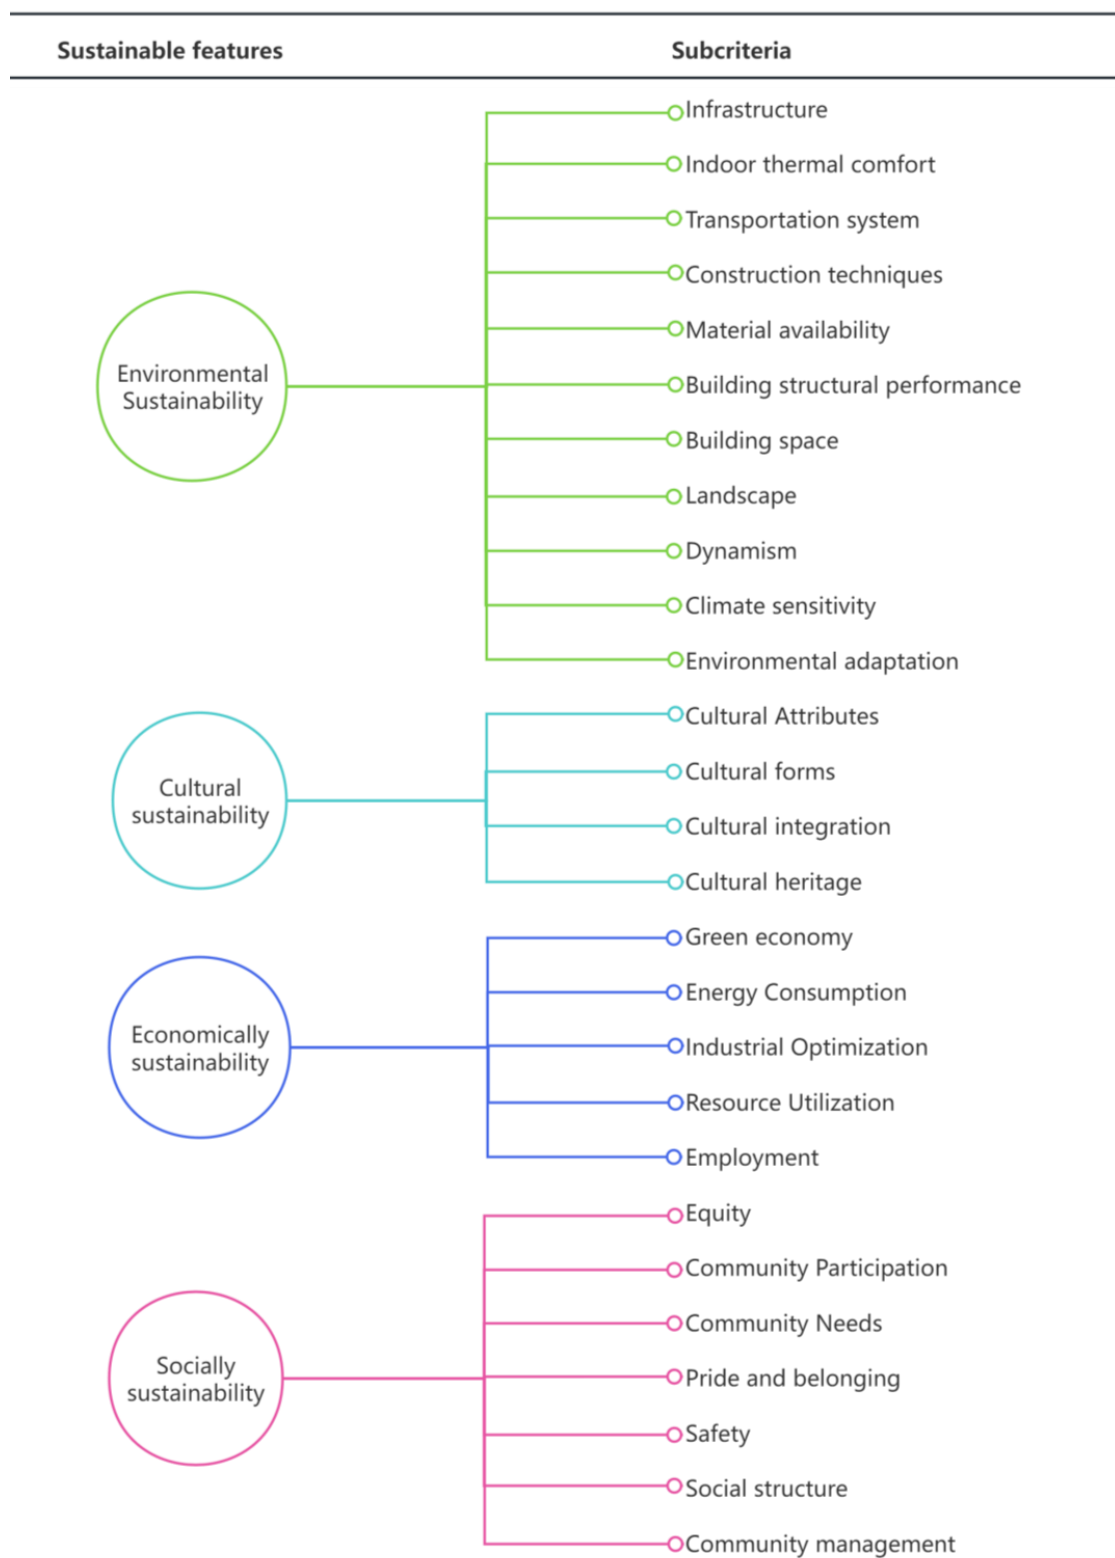 Sustainable features
Subcriteria
Environmental
Sustainability
Infrastructure
Indoor thermal comfort
Transportation system
Construction techniques
Material availability
Building structural performance
Building space
Landscape
Dynamism
Climate sensitivity
Environmental adaptation
Cultural
sustainability
Cultural Attributes
Cultural forms
Cultural integration
Cultural heritage
Economically
sustainability
Green economy
Energy Consumption
Industrial Optimization
Resource Utilization
Employment
Socially
sustainability
Equity
Community Participation
Community Needs
Pride and belonging
Safety
Social structure
Community management